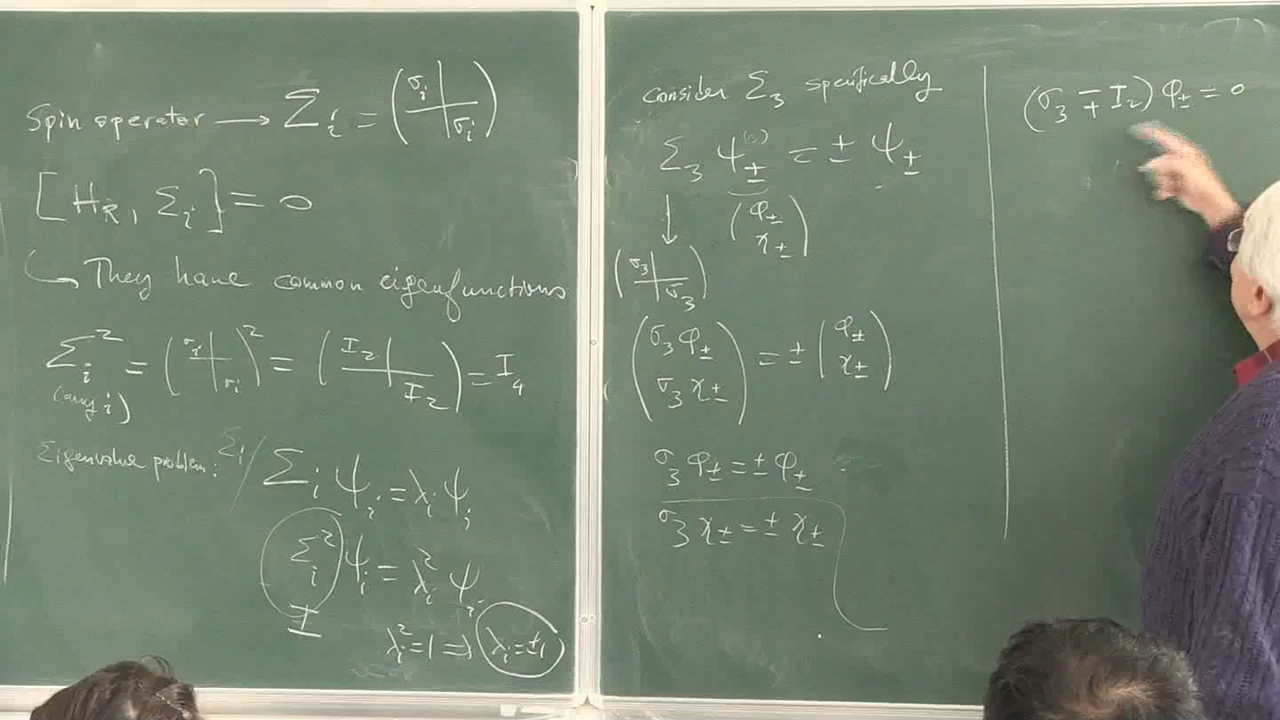 Spin operator ⟶ Σᵢ = (σᵢ | / | σᵢ)
[H_R, Σᵢ] = 0
↪ They have common eigenfunctions
Σᵢ² = (σᵢ | / | σᵢ)² = (I₂ | / | I₂) = I₄
(any i)
Eigenvalue problem: Σᵢ / Σᵢ ψᵢ = λᵢ ψᵢ
Σᵢ² ψᵢ = λᵢ² ψᵢ
I
λᵢ² = 1 ⇒ λᵢ = ±1
Consider Σ₃ specifically
Σ₃ ψ± = ± ψ±
↓ (φ± / χ±)
(σ₃ | / | σ₃)
(σ₃ φ± / σ₃ χ±) = ± (φ± / χ±)
σ₃ φ± = ± φ±
σ₃ χ± = ± χ±
(σ₃ ∓ I₂) φ± = 0